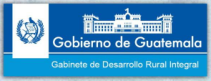 Gobierno de Guatemala
Gabinete de Desarrollo Rural Integral